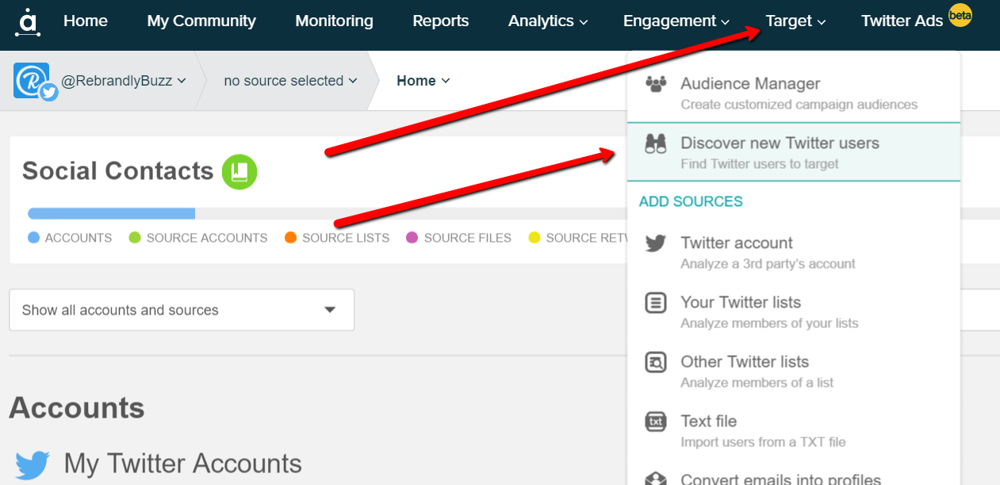 Home My Community Monitoring Reports Analytics Engagement Target Twitter Ads beta
@RebrandlyBuzz no source selected Home
Social Contacts
ACCOUNTS SOURCE ACCOUNTS SOURCE LISTS SOURCE FILES SOURCE RETW
Show all accounts and sources
Accounts
My Twitter Accounts
Audience Manager
Create customized campaign audiences
Discover new Twitter users
Find Twitter users to target
ADD SOURCES
Twitter account
Analyze a 3rd party's account
Your Twitter lists
Analyze members of your lists
Other Twitter lists
Analyze members of a list
txt Text file
Import users from a TXT file
Convert emails into profiles